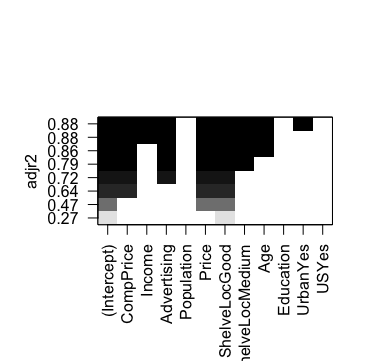 adjr2
0.88
0.88
0.86
0.79
0.72
0.64
0.47
0.27
(Intercept)
CompPrice
Income
Advertising
Population
Price
ShelveLocGood
helveLocMedium
Age
Education
UrbanYes
USYes